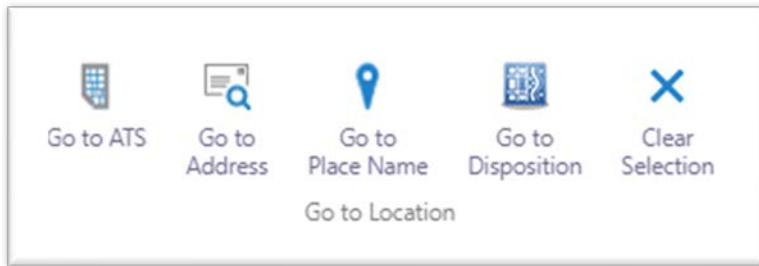 Go to ATS
Go to
Address
Go to
Place Name
Go to
Disposition
Clear
Selection
Go to Location